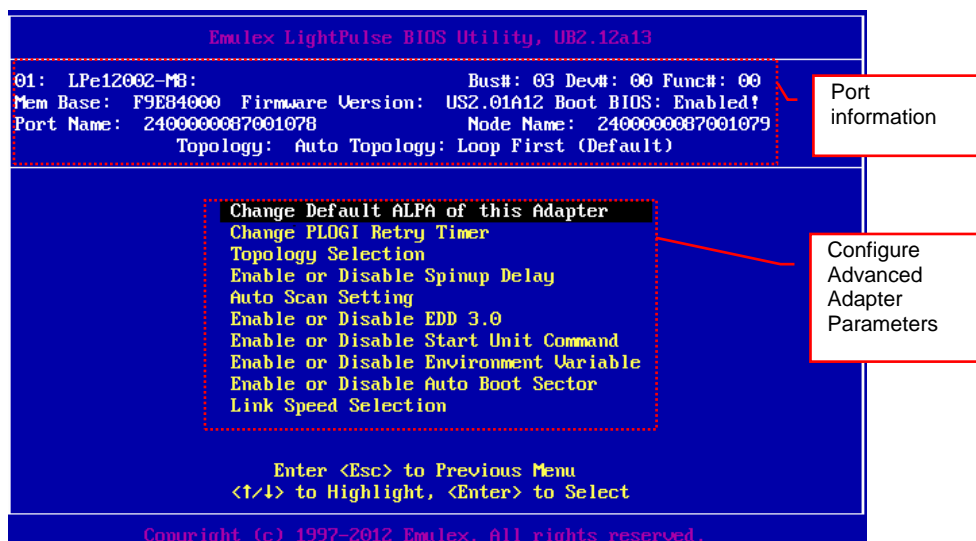 Emulex LightPulse BIOS Utility, UB2.12a13
01: LPe12002-M8: Bus#: 03 Dev#: 00 Func#: 00
Mem Base: F9E84000 Firmware Version: US2.01A12 Boot BIOS: Enabled!
Port Name: 2400000087001078 Node Name: 2400000087001079
Topology: Auto Topology: Loop First (Default)
Port
information
Change Default ALPA of this Adapter
Change PLOGI Retry Timer
Topology Selection
Enable or Disable Spinup Delay
Auto Scan Setting
Enable or Disable EDD 3.0
Enable or Disable Start Unit Command
Enable or Disable Environment Variable
Enable or Disable Auto Boot Sector
Link Speed Selection
Configure
Advanced
Adapter
Parameters
Enter <Esc> to Previous Menu
<↑/↓> to Highlight, <Enter> to Select
Copyright (c) 1997-2012 Emulex. All rights reserved.